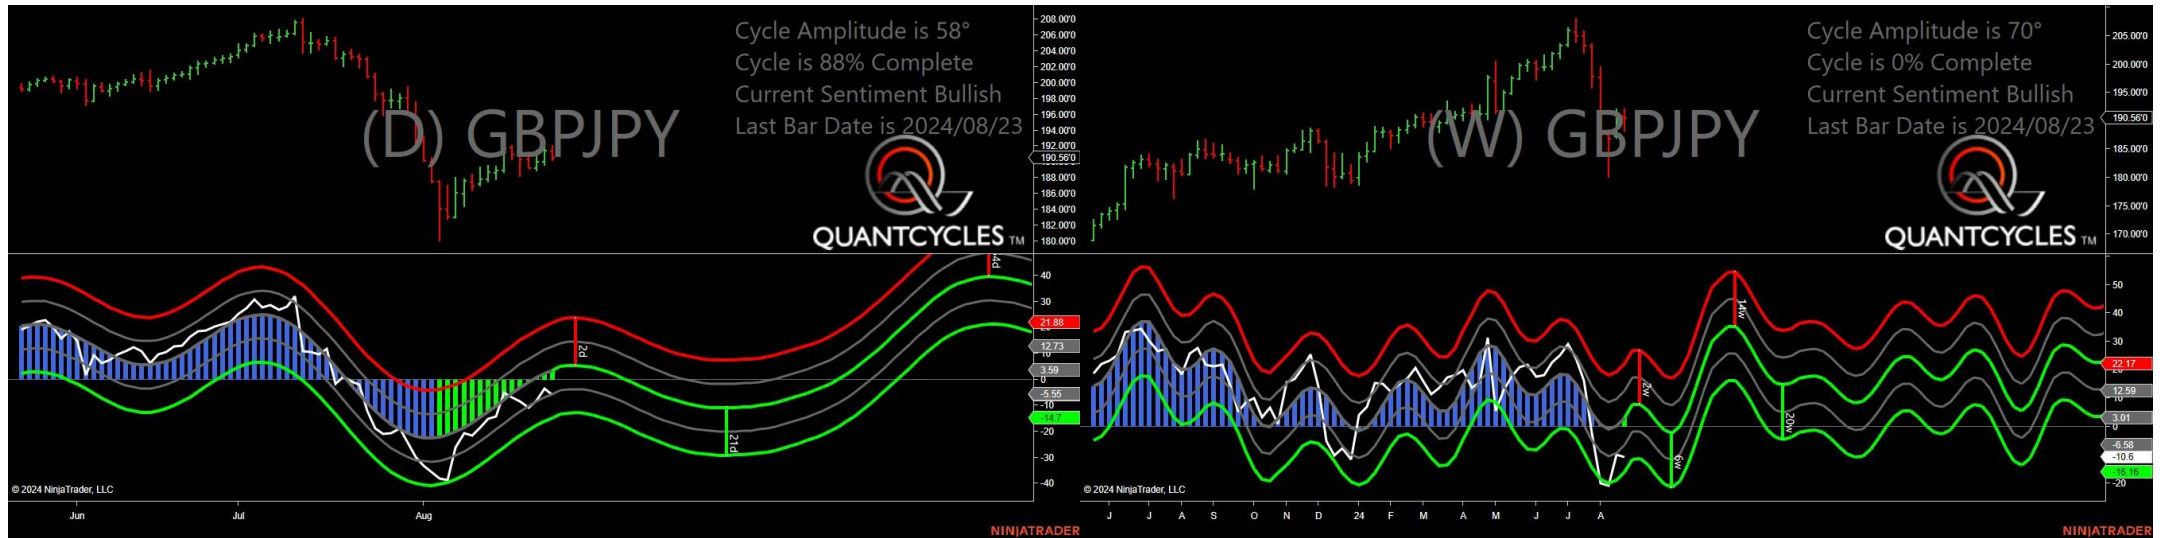 Cycle Amplitude is 58°
Cycle is 88% Complete
Current Sentiment Bullish
Last Bar Date is 2024/08/23
(D) GBPJPY
QUANTCYCLES TM
208.00'0
206.00'0
204.00'0
202.00'0
200.00'0
198.00'0
196.00'0
194.00'0
192.00'0
190.56'0
188.00'0
186.00'0
184.00'0
182.00'0
180.00'0
2d
21d
40
30
21.88
12.73
10
3.59
0
-5.55
-10
-14.7
-20
-30
-40
© 2024 NinjaTrader, LLC
Jun
Jul
Aug
NINJATRADER
Cycle Amplitude is 70°
Cycle is 0% Complete
Current Sentiment Bullish
Last Bar Date is 2024/08/23
(W) GBPJPY
QUANTCYCLES TM
205.00'0
200.00'0
195.00'0
190.56'0
185.00'0
180.00'0
175.00'0
170.00'0
2w
6w
14w
20w
50
40
30
22.17
12.59
10
3.01
0
-6.58
-10.6
-16.16
-20
© 2024 NinjaTrader, LLC
J
J
A
S
O
N
D
24
F
M
A
M
J
J
A
NINJATRADER